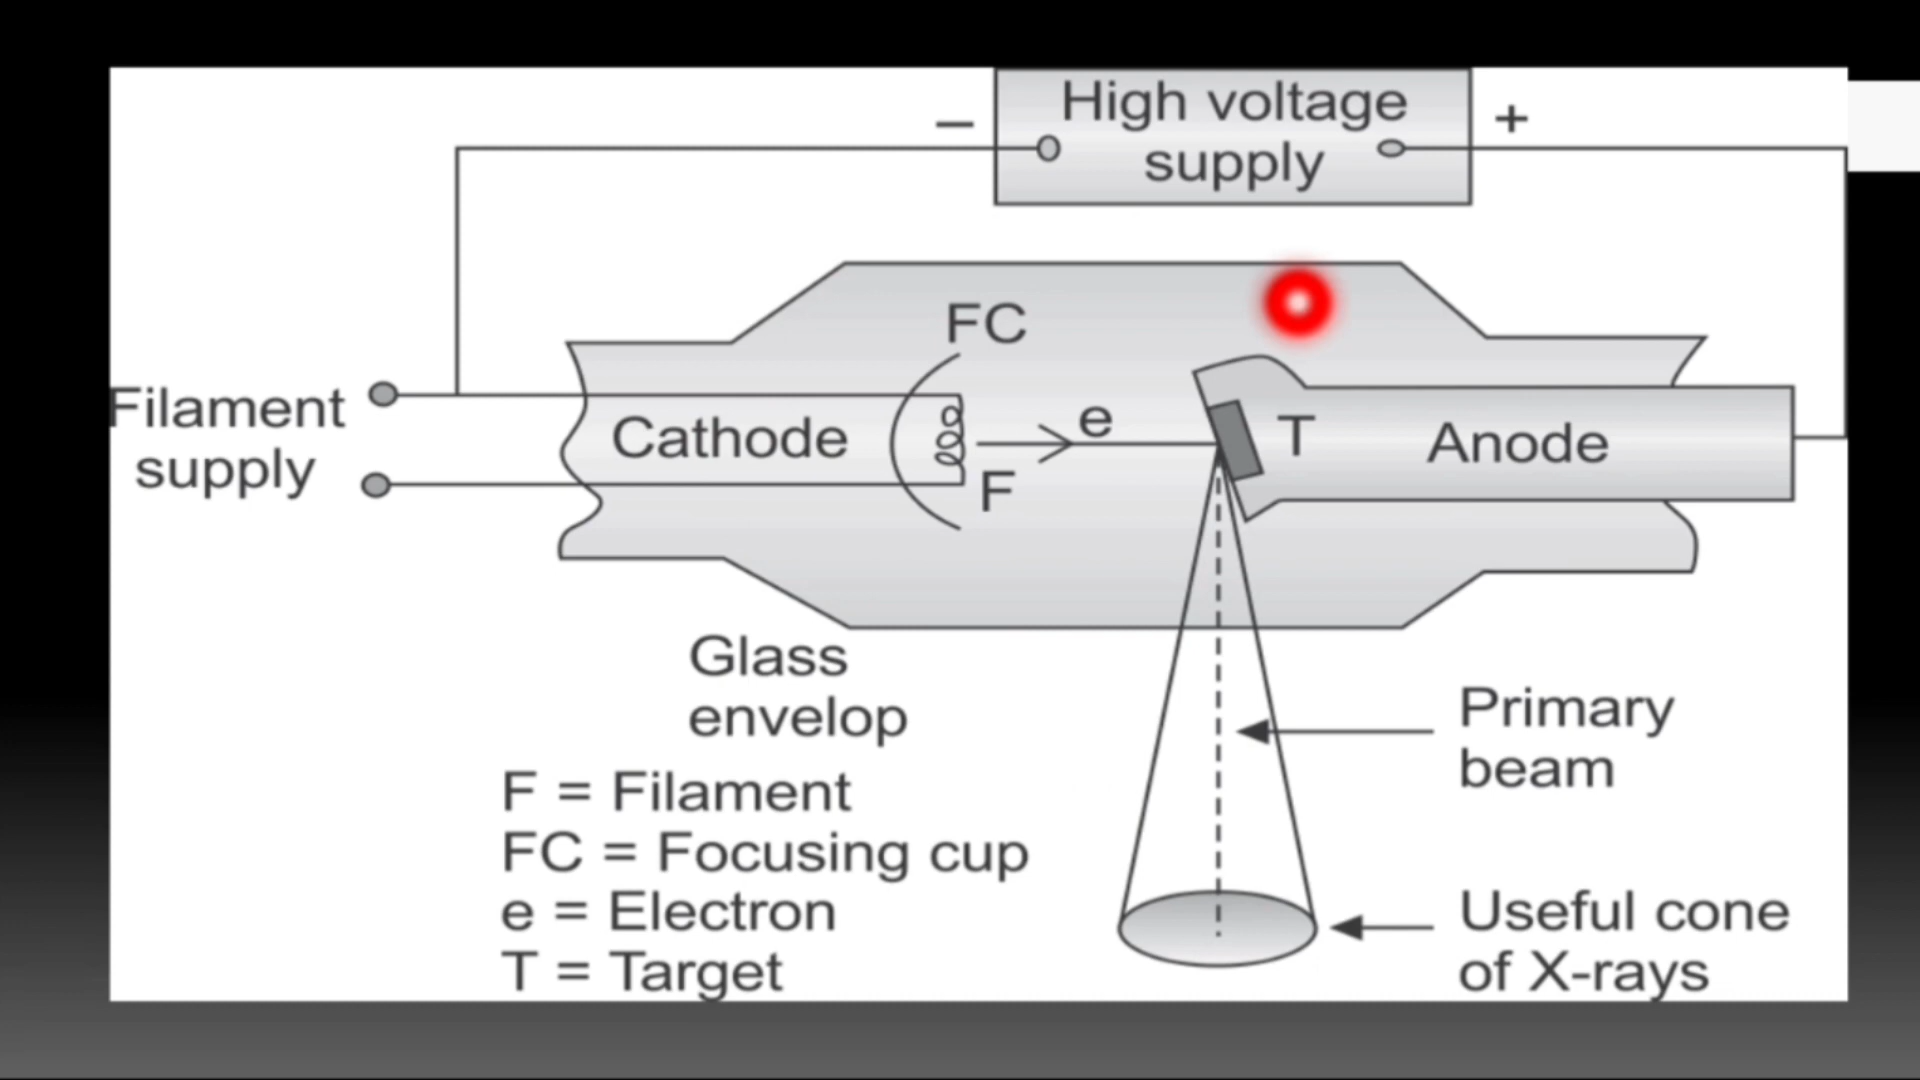 High voltage
supply
−
+
FC
Filament
supply
Cathode
e
T
Anode
F
Glass
envelop
Primary
beam
F = Filament
FC = Focusing cup
e = Electron
T = Target
Useful cone
of X-rays